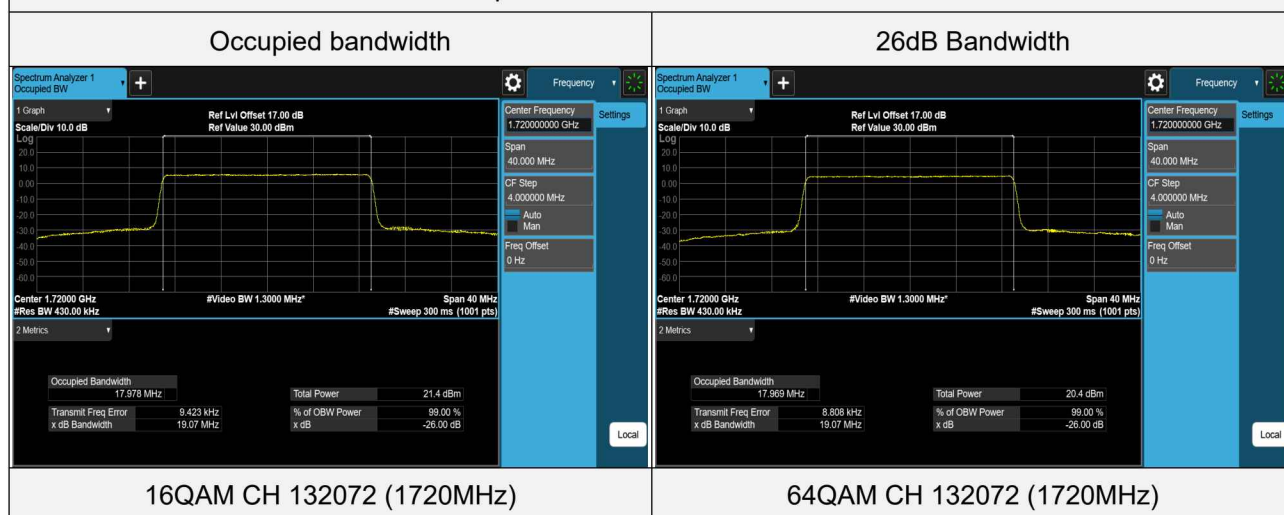 Occupied bandwidth
26dB Bandwidth
Spectrum Analyzer 1
Occupied BW
+
Frequency
1 Graph
Ref Lvl Offset 17.00 dB
Scale/Div 10.0 dB
Ref Value 30.00 dBm
Log
20.0
10.0
0.00
-10.0
-20.0
-30.0
-40.0
-50.0
-60.0
Center 1.72000 GHz
#Video BW 1.3000 MHz*
Span 40 MHz
#Res BW 430.00 kHz
#Sweep 300 ms (1001 pts)
Center Frequency
1.720000000 GHz
Settings
Span
40.000 MHz
CF Step
4.000000 MHz
Auto
Man
Freq Offset
0 Hz
2 Metrics
Occupied Bandwidth
17.978 MHz
Total Power 21.4 dBm
Transmit Freq Error 9.423 kHz
% of OBW Power 99.00 %
x dB Bandwidth 19.07 MHz
x dB -26.00 dB
Local
Spectrum Analyzer 1
Occupied BW
+
Frequency
1 Graph
Ref Lvl Offset 17.00 dB
Scale/Div 10.0 dB
Ref Value 30.00 dBm
Log
20.0
10.0
0.00
-10.0
-20.0
-30.0
-40.0
-50.0
-60.0
Center 1.72000 GHz
#Video BW 1.3000 MHz*
Span 40 MHz
#Res BW 430.00 kHz
#Sweep 300 ms (1001 pts)
Center Frequency
1.720000000 GHz
Settings
Span
40.000 MHz
CF Step
4.000000 MHz
Auto
Man
Freq Offset
0 Hz
2 Metrics
Occupied Bandwidth
17.969 MHz
Total Power 20.4 dBm
Transmit Freq Error 8.808 kHz
% of OBW Power 99.00 %
x dB Bandwidth 19.07 MHz
x dB -26.00 dB
Local
16QAM CH 132072 (1720MHz)
64QAM CH 132072 (1720MHz)